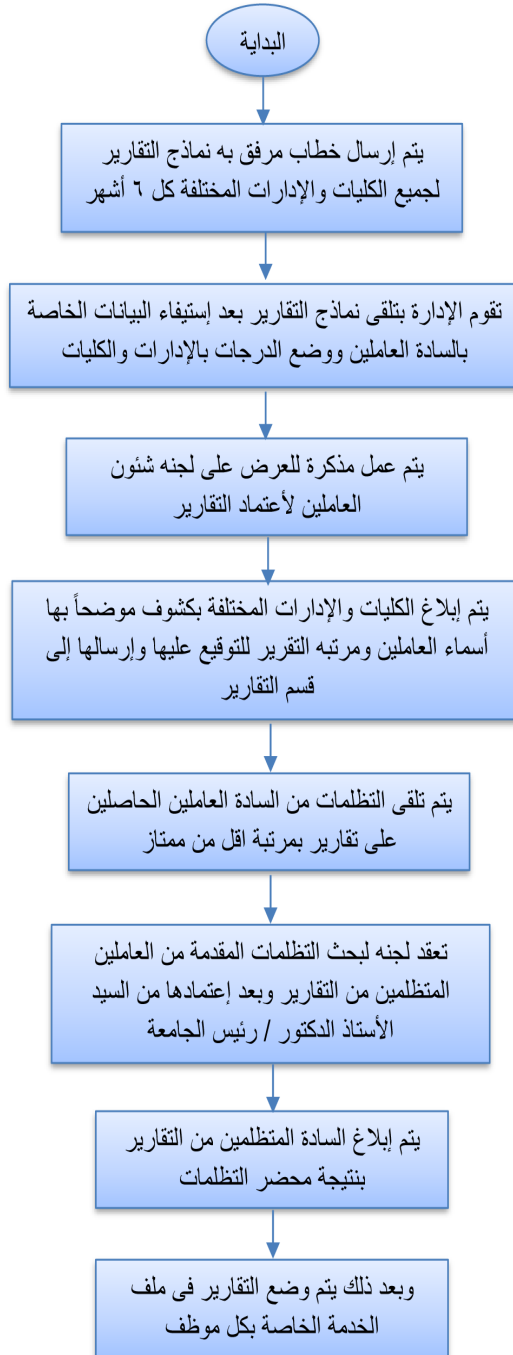 البداية
يتم إرسال خطاب مرفق به نماذج التقارير
لجميع الكليات والإدارات المختلفة كل ٦ أشهر
تقوم الإدارة بتلقى نماذج التقارير بعد إستيفاء البيانات الخاصة
بالسادة العاملين ووضع الدرجات بالإدارات والكليات
يتم عمل مذكرة للعرض على لجنه شئون
العاملين لأعتماد التقارير
يتم إبلاغ الكليات والإدارات المختلفة بكشوف موضحاً بها
أسماء العاملين ومرتبه التقرير للتوقيع عليها وإرسالها إلى
قسم التقارير
يتم تلقى التظلمات من السادة العاملين الحاصلين
على تقارير بمرتبة اقل من ممتاز
تعقد لجنه لبحث التظلمات المقدمة من العاملين
المتظلمين من التقارير وبعد إعتمادها من السيد
الأستاذ الدكتور / رئيس الجامعة
يتم إبلاغ السادة المتظلمين من التقارير
بنتيجة محضر التظلمات
وبعد ذلك يتم وضع التقارير فى ملف
الخدمة الخاصة بكل موظف